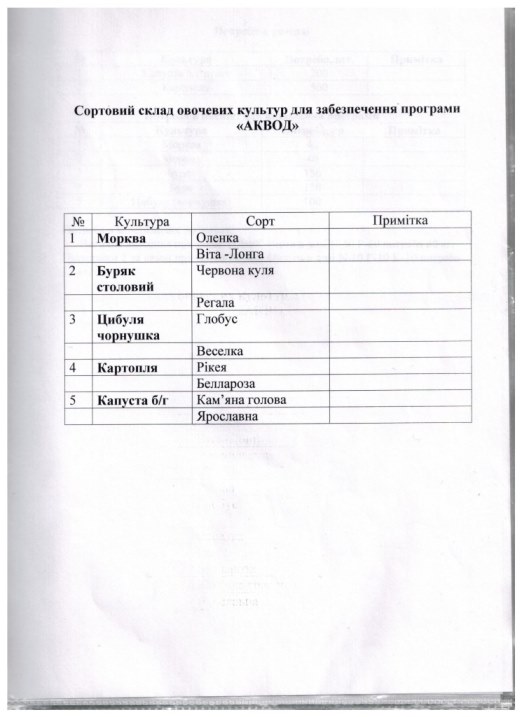 Сортовий склад овочевих культур для забезпечення програми
«АКВОД»
№ Культура Сорт Примітка
1 Морква Оленка
Віта -Лонга
2 Буряк столовий Червона куля
Регала
3 Цибуля чорнушка Глобус
Веселка
4 Картопля Рікея
Беллароза
5 Капуста б/г Кам’яна голова
Ярославна